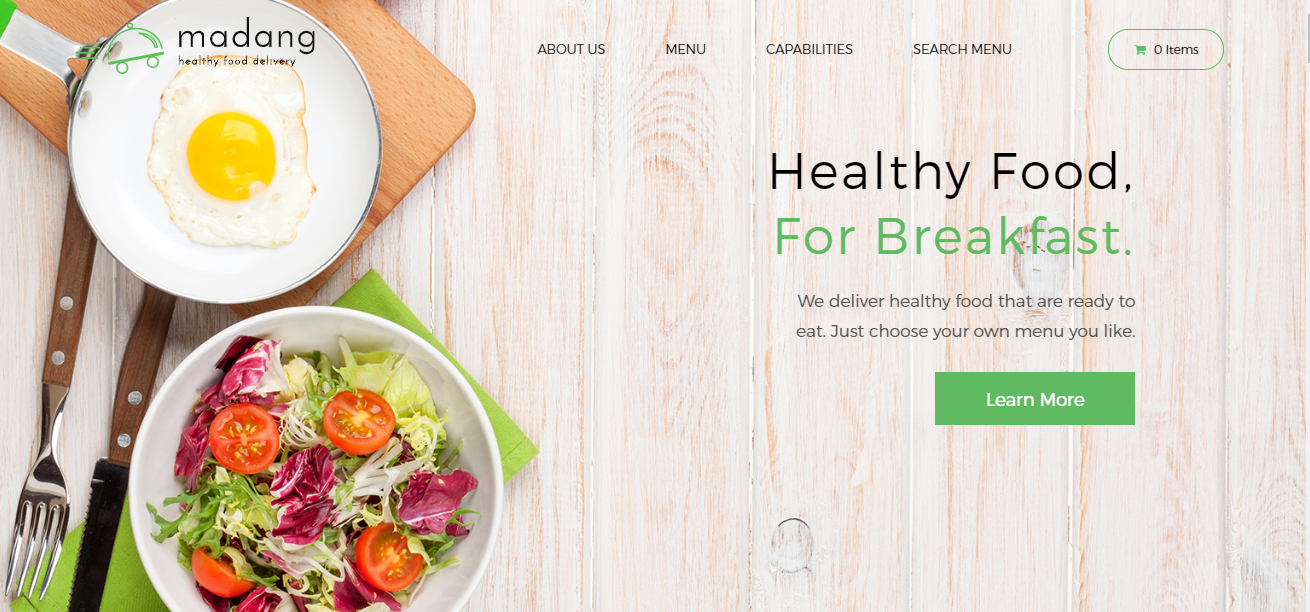 madang
healthy food delivery
ABOUT US
MENU
CAPABILITIES
SEARCH MENU
0 Items
Healthy Food,
For Breakfast.
We deliver healthy food that are ready to
eat. Just choose your own menu you like.
Learn More